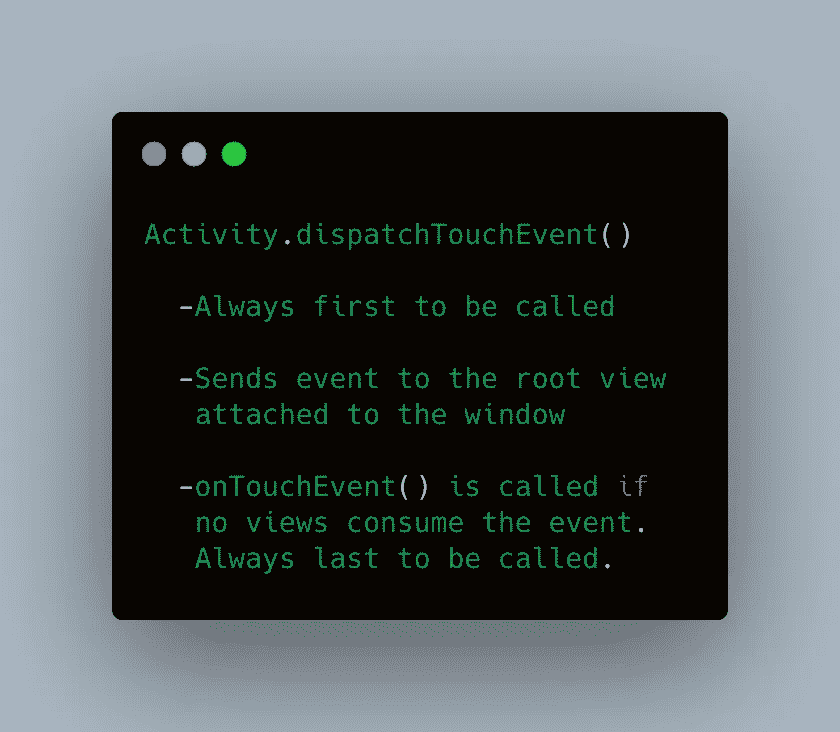 Activity.dispatchTouchEvent()
-Always first to be called
-Sends event to the root view
attached to the window
-onTouchEvent() is called if
no views consume the event.
Always last to be called.